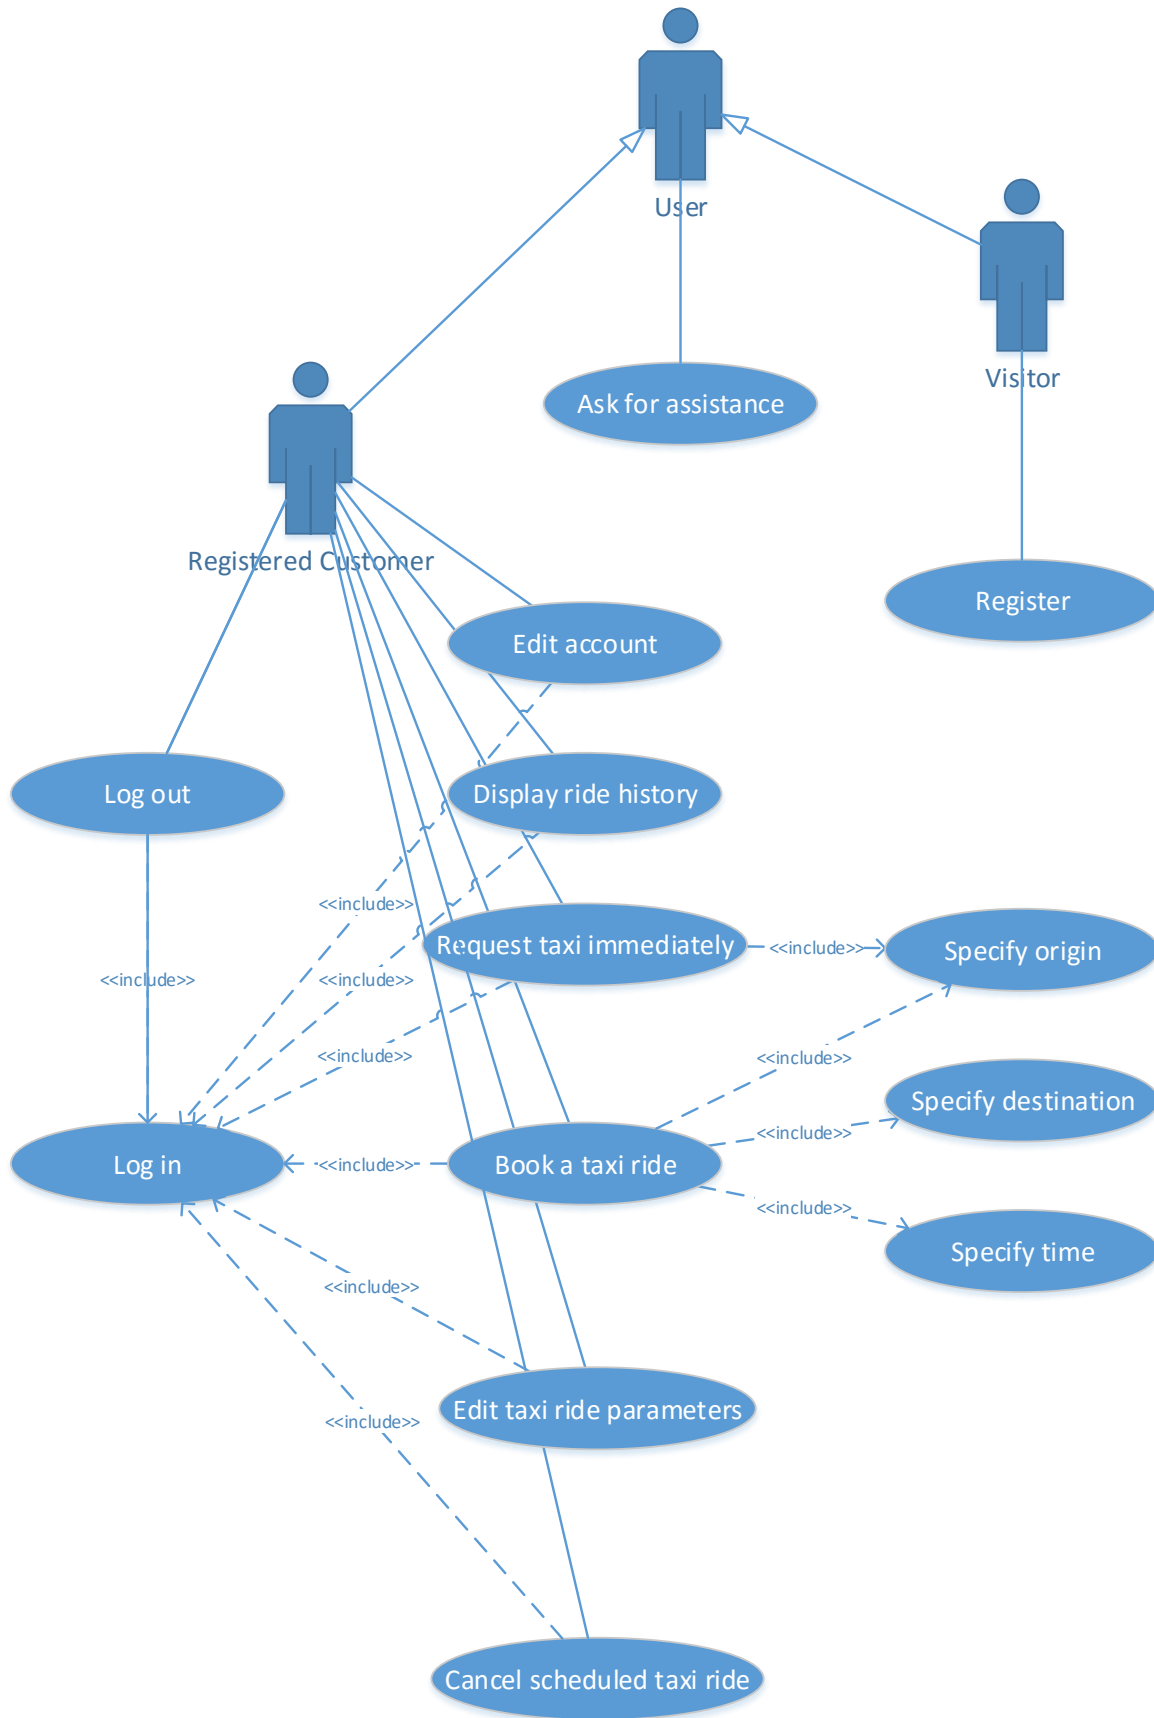 User
Visitor
Ask for assistance
Registered Customer
Register
Edit account
Log out
Display ride history
<<include>>
<<include>>
<<include>>
Request taxi immediately
<<include>>
Specify origin
<<include>>
<<include>>
Specify destination
<<include>>
Log in
<<include>>
Book a taxi ride
<<include>>
Specify time
<<include>>
Edit taxi ride parameters
<<include>>
Cancel scheduled taxi ride